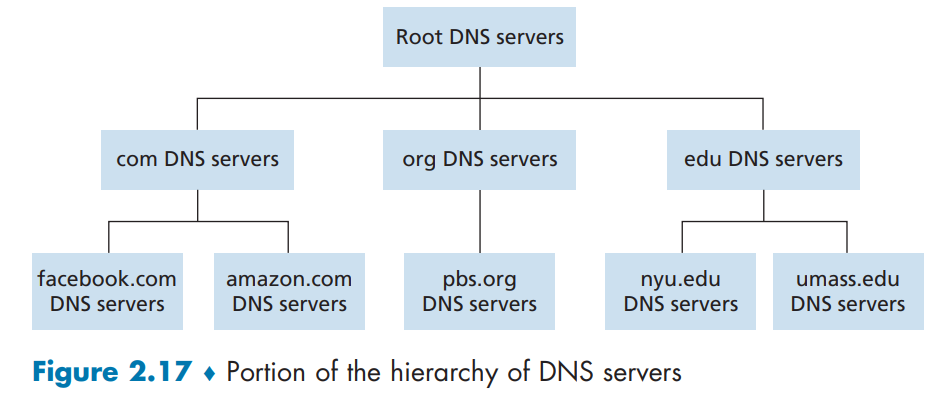 Root DNS servers
com DNS servers
org DNS servers
edu DNS servers
facebook.com
DNS servers
amazon.com
DNS servers
pbs.org
DNS servers
nyu.edu
DNS servers
umass.edu
DNS servers
Figure 2.17 ♦ Portion of the hierarchy of DNS servers